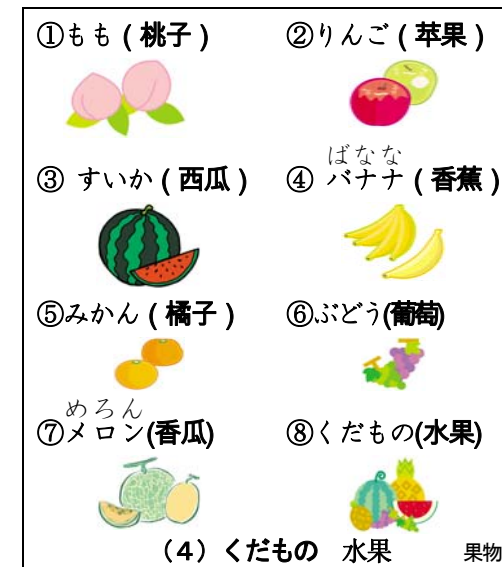 ①もも ( 桃子 ) ②りんご ( 苹果 )
ばなな
③ すいか ( 西瓜 ) ④ バナナ ( 香蕉 )
⑤みかん ( 橘子 ) ⑥ぶどう(葡萄)
めろん
⑦メロン(香瓜) ⑧くだもの(水果)
(4) くだもの 水果 果物